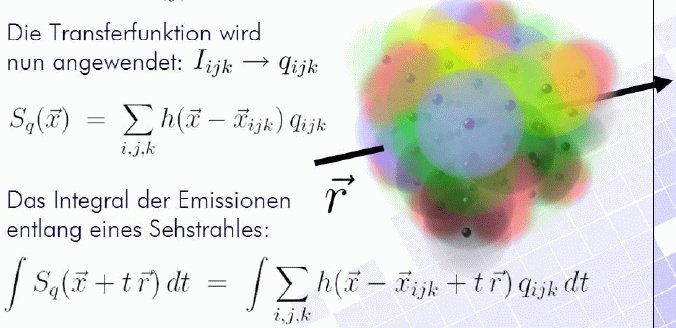 Die Transferfunktion wird
nun angewendet: $I_{ijk} \rightarrow q_{ijk}$
$S_q(\vec{x}) = \sum_{i,j,k} h(\vec{x} - \vec{x}_{ijk}) \, q_{ijk}$
$\vec{r}$
Das Integral der Emissionen
entlang eines Sehstrahles:
$\int S_q(\vec{x} + t\,\vec{r}) \, dt = \int \sum_{i,j,k} h(\vec{x} - \vec{x}_{ijk} + t\,\vec{r}) \, q_{ijk} \, dt$